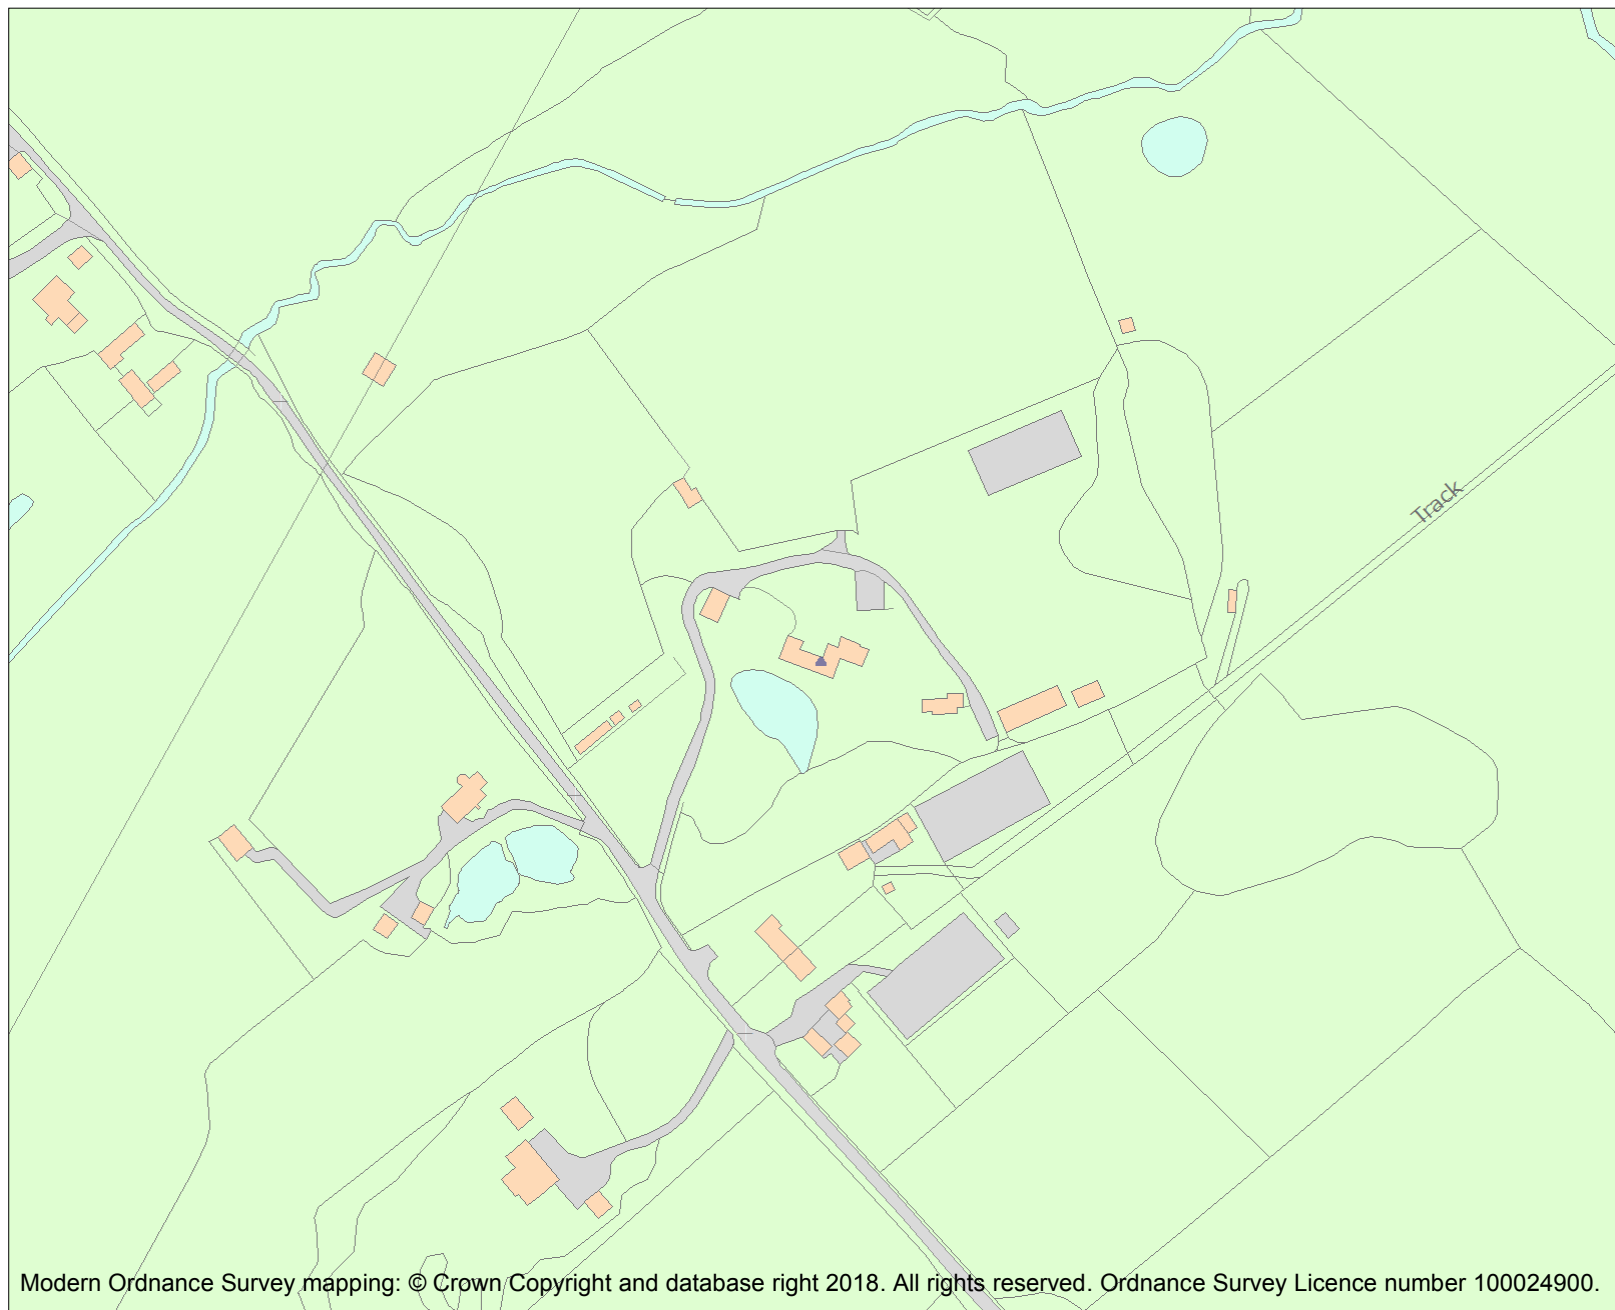 Track
Modern Ordnance Survey mapping: © Crown Copyright and database right 2018. All rights reserved. Ordnance Survey Licence number 100024900.